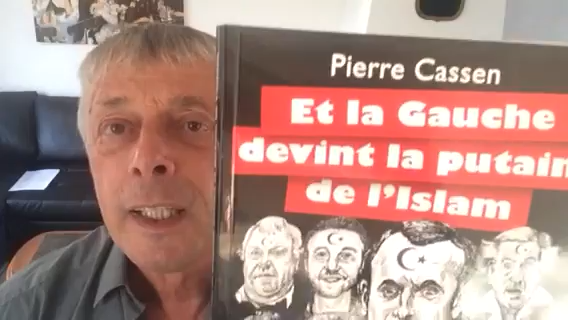 Pierre Cassen
Et la Gauche
devint la putain
de l'Islam